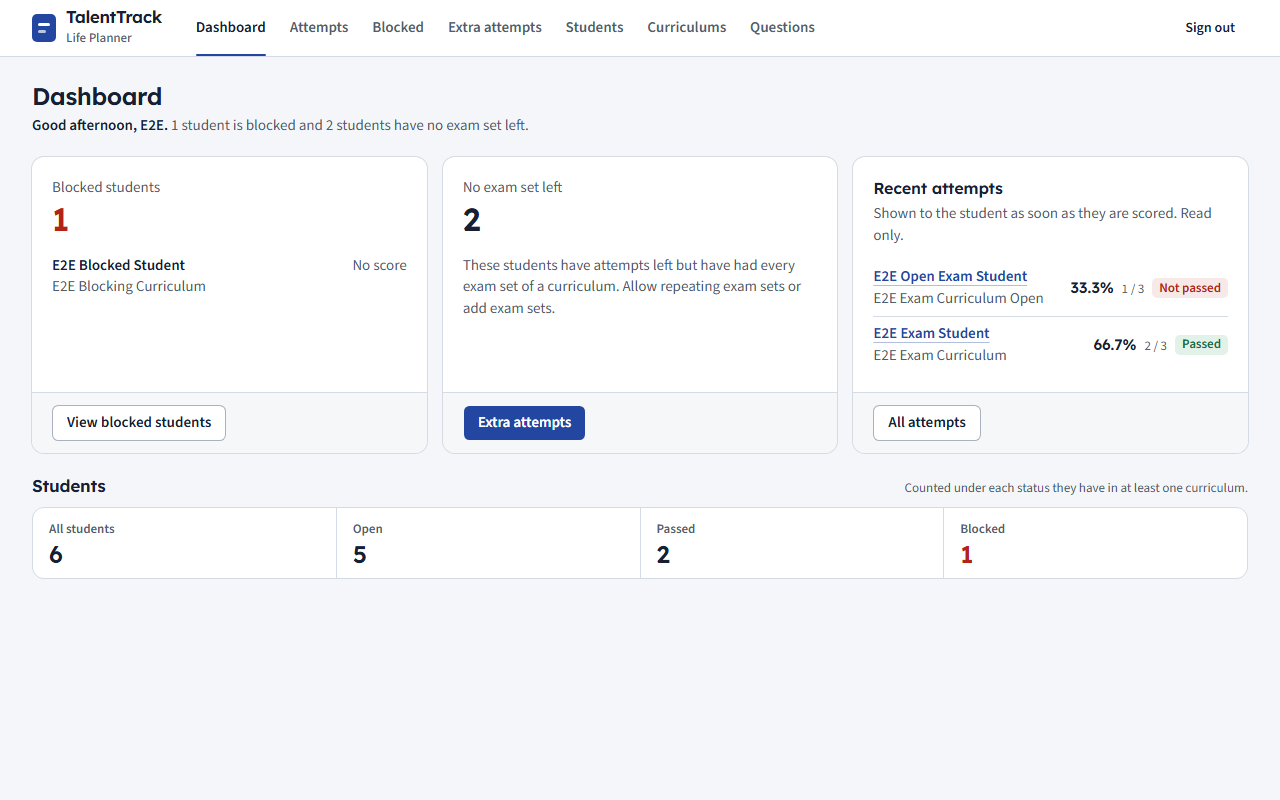 TalentTrack
Life Planner
Dashboard
Attempts
Blocked
Extra attempts
Students
Curriculums
Questions
Sign out
Dashboard
Good afternoon, E2E. 1 student is blocked and 2 students have no exam set left.
Blocked students
1
E2E Blocked Student
No score
E2E Blocking Curriculum
View blocked students
No exam set left
2
These students have attempts left but have had every
exam set of a curriculum. Allow repeating exam sets or
add exam sets.
Extra attempts
Recent attempts
Shown to the student as soon as they are scored. Read
only.
E2E Open Exam Student
E2E Exam Curriculum Open
33.3% 1 / 3 Not passed
E2E Exam Student
E2E Exam Curriculum
66.7% 2 / 3 Passed
All attempts
Students
Counted under each status they have in at least one curriculum.
All students
6
Open
5
Passed
2
Blocked
1